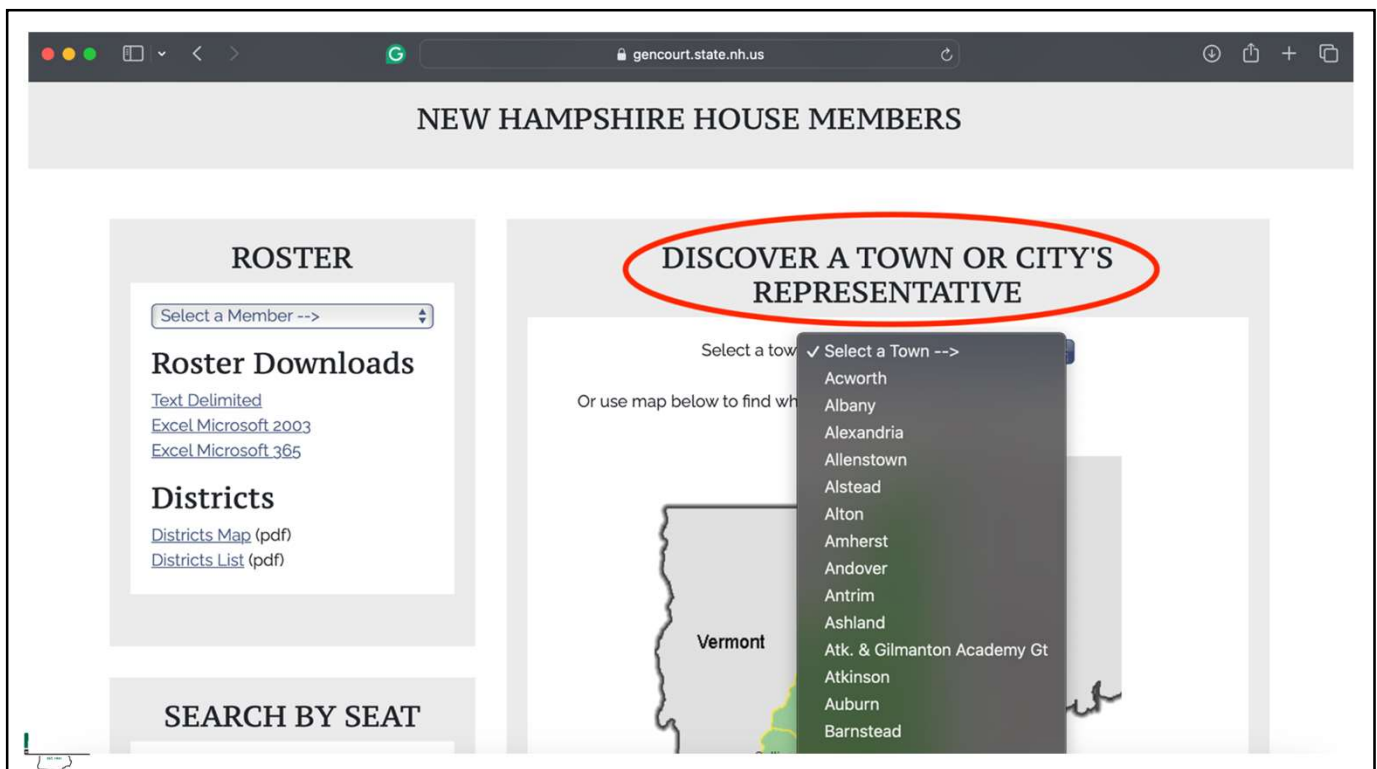 gencourt.state.nh.us
NEW HAMPSHIRE HOUSE MEMBERS
ROSTER
Select a Member -->
Roster Downloads
Text Delimited
Excel Microsoft 2003
Excel Microsoft 365
Districts
Districts Map (pdf)
Districts List (pdf)
SEARCH BY SEAT
DISCOVER A TOWN OR CITY'S
REPRESENTATIVE
Select a tow
✓ Select a Town -->
Or use map below to find wh
Acworth
Albany
Alexandria
Allenstown
Alstead
Alton
Amherst
Andover
Antrim
Ashland
Atk. & Gilmanton Academy Gt
Atkinson
Auburn
Barnstead
Vermont